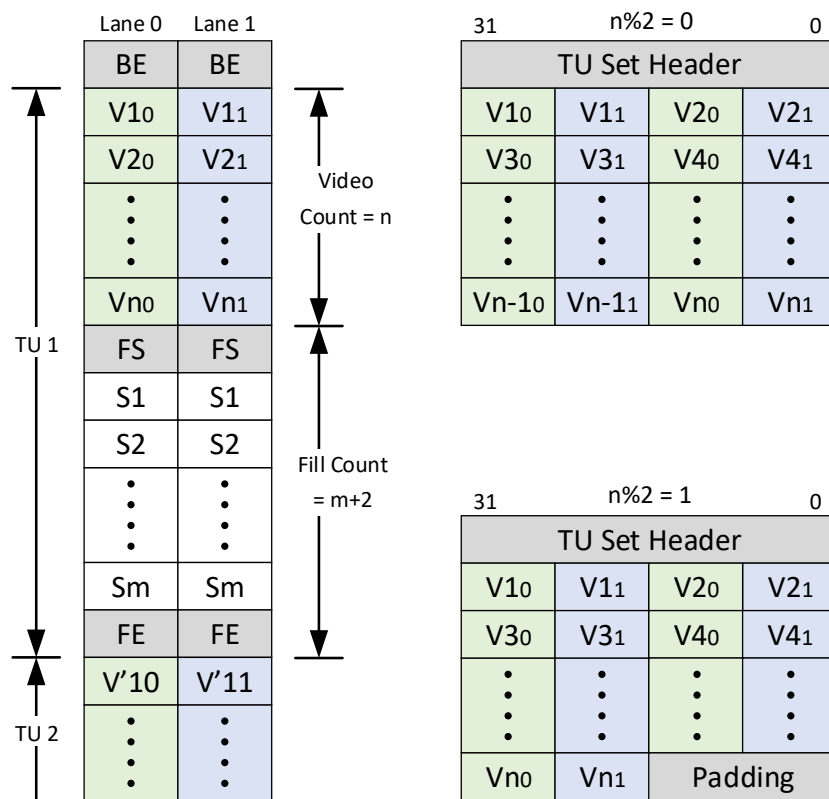 Lane 0 Lane 1
BE BE
V10 V11
V20 V21
Vn0 Vn1
FS FS
S1 S1
S2 S2
Sm Sm
FE FE
V'10 V'11
TU 1
TU 2
Video
Count = n
Fill Count
= m+2
31 n%2 = 0 0
TU Set Header
V10 V11 V20 V21
V30 V31 V40 V41
Vn-10 Vn-11 Vn0 Vn1
31 n%2 = 1 0
TU Set Header
V10 V11 V20 V21
V30 V31 V40 V41
Vn0 Vn1 Padding